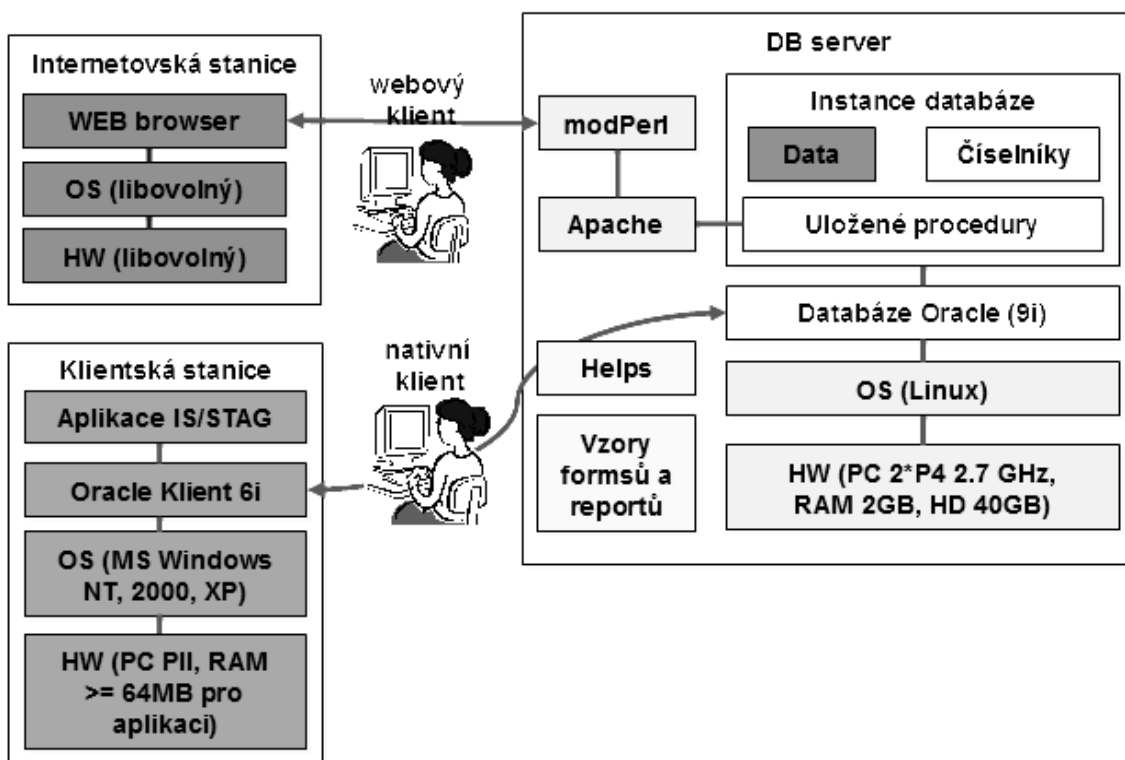 Internetovská stanice
WEB browser
OS (libovolný)
HW (libovolný)
webový
klient
Klientská stanice
Aplikace IS/STAG
Oracle Klient 6i
OS (MS Windows
NT, 2000, XP)
HW (PC PII, RAM
>= 64MB pro
aplikaci)
nativní
klient
DB server
modPerl
Apache
Helps
Vzory
formsů a
reportů
Instance databáze
Data
Číselníky
Uložené procedury
Databáze Oracle (9i)
OS (Linux)
HW (PC 2*P4 2.7 GHz,
RAM 2GB, HD 40GB)